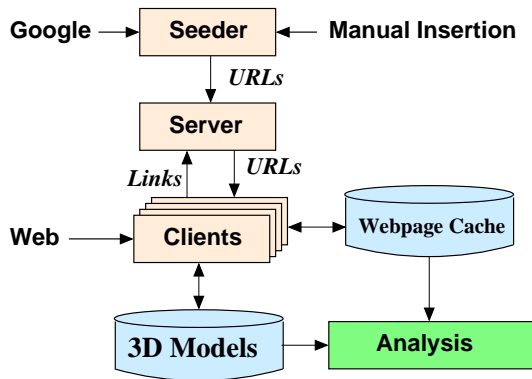 Google
Seeder
Manual Insertion
URLs
Server
Links
URLs
Web
Clients
Webpage Cache
3D Models
Analysis